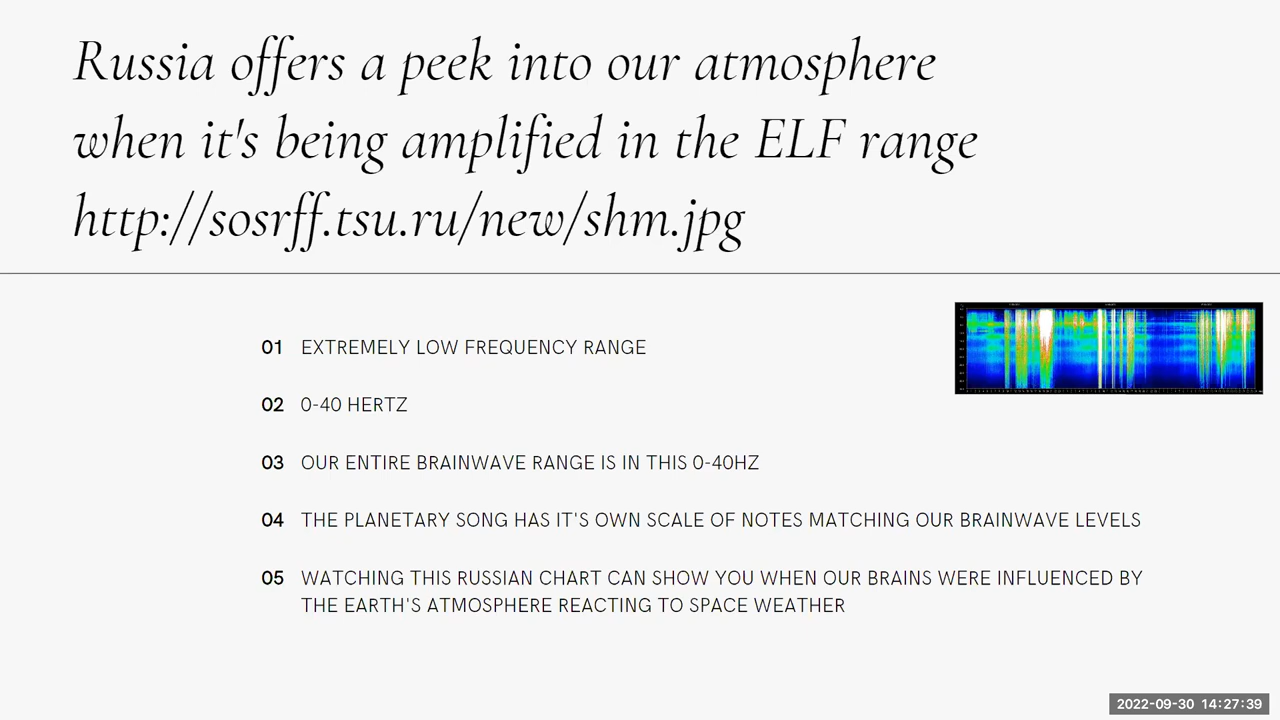 Russia offers a peek into our atmosphere
when it's being amplified in the ELF range
http://sosrff.tsu.ru/new/shm.jpg
01 EXTREMELY LOW FREQUENCY RANGE
02 0-40 HERTZ
03 OUR ENTIRE BRAINWAVE RANGE IS IN THIS 0-40HZ
04 THE PLANETARY SONG HAS IT'S OWN SCALE OF NOTES MATCHING OUR BRAINWAVE LEVELS
05 WATCHING THIS RUSSIAN CHART CAN SHOW YOU WHEN OUR BRAINS WERE INFLUENCED BY
THE EARTH'S ATMOSPHERE REACTING TO SPACE WEATHER
2022-09-30 14:27:39